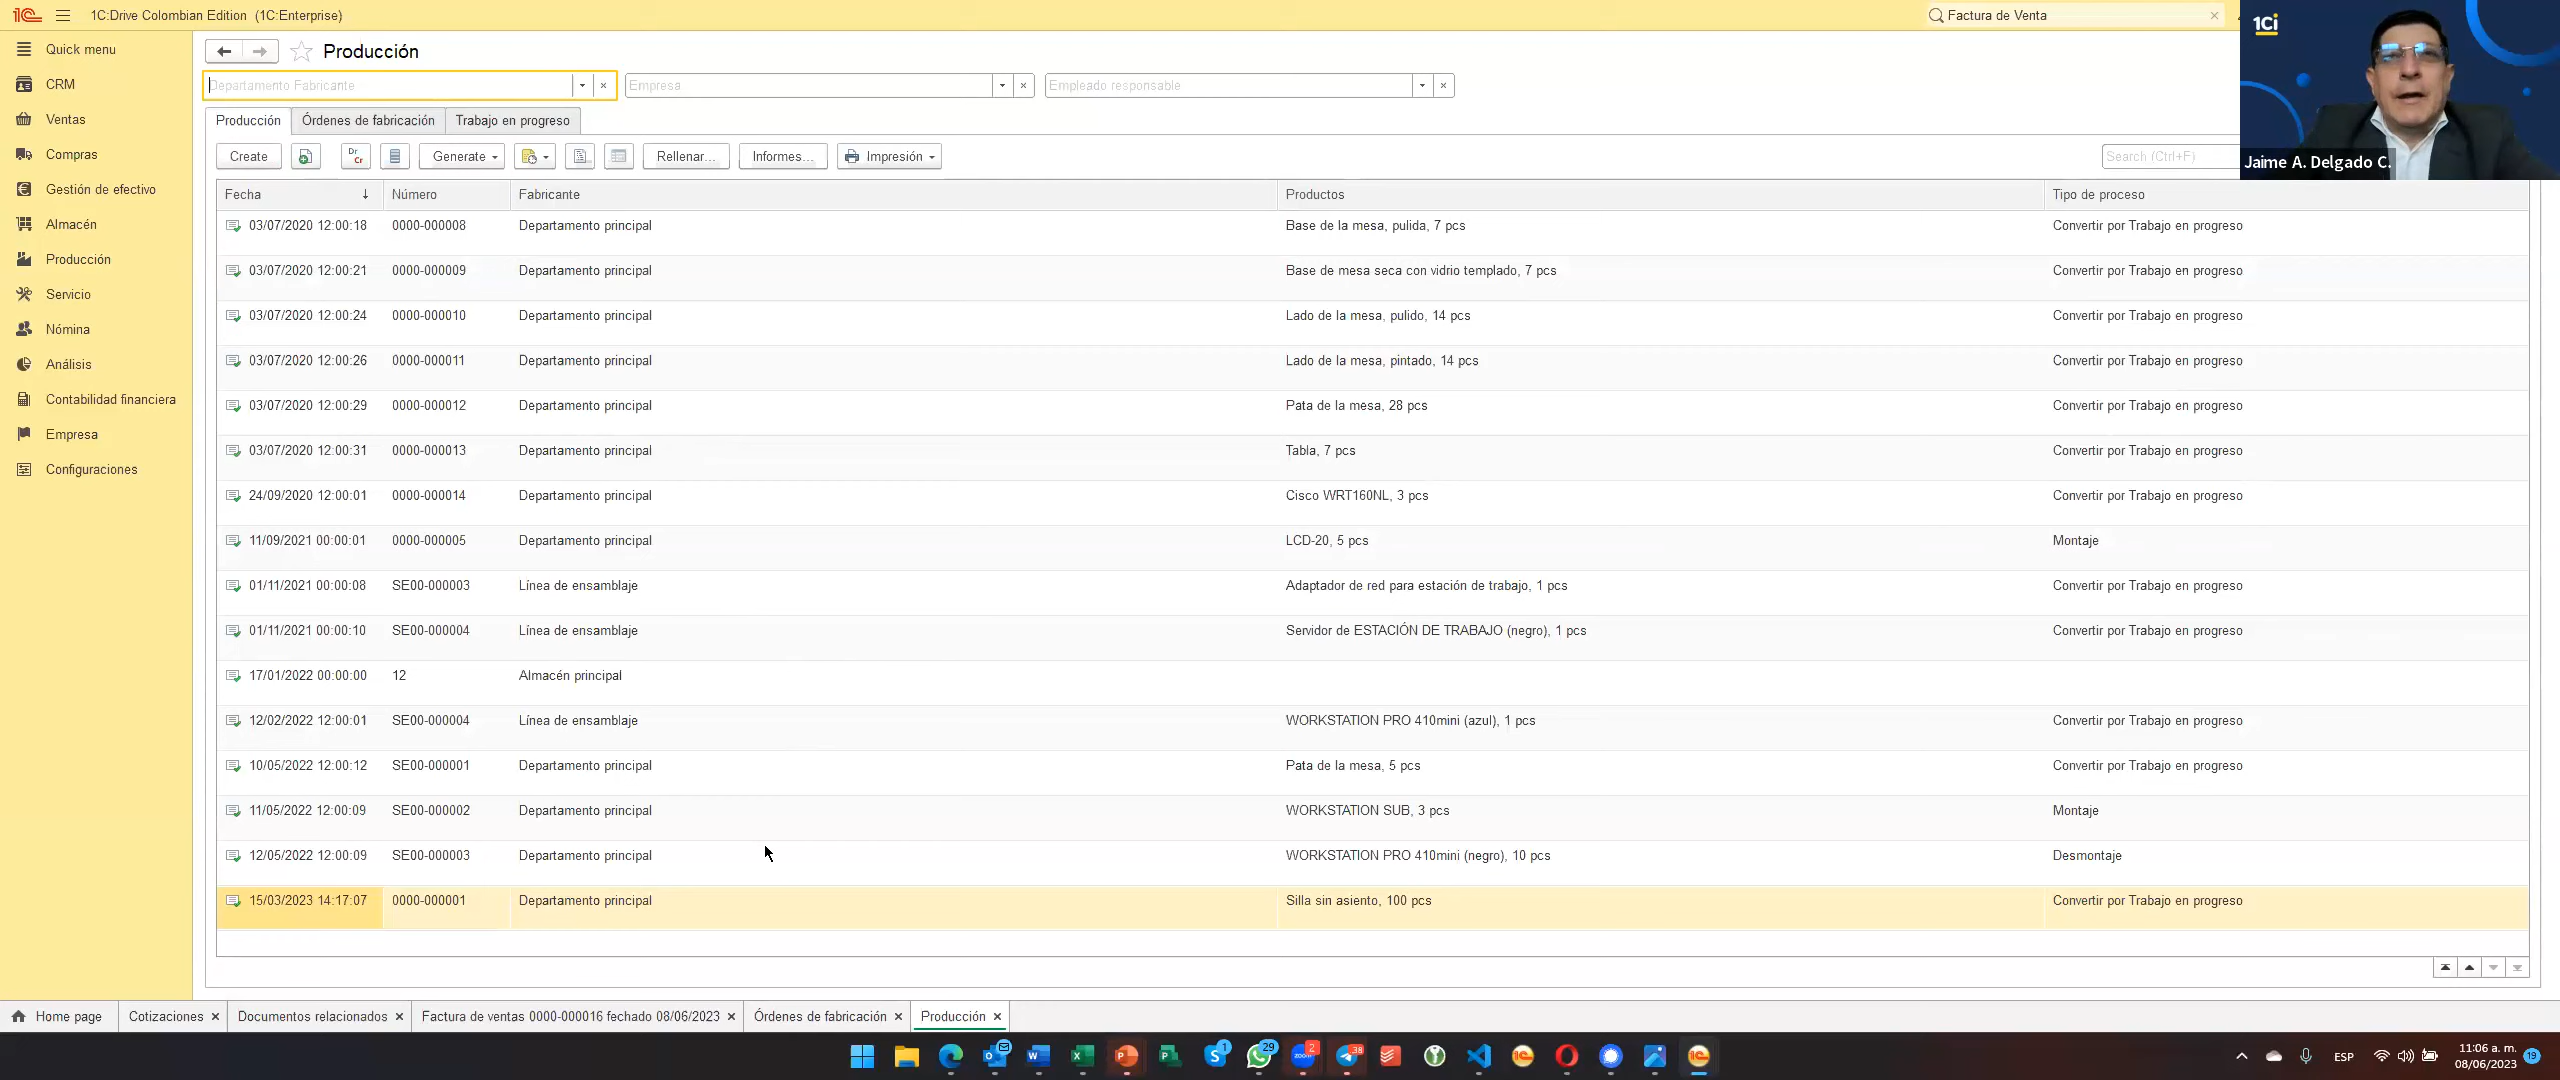 1C:Drive Colombian Edition (1C:Enterprise)
Factura de Venta
1Ci
Jaime A. Delgado C.
Quick menu
CRM
Ventas
Compras
Gestión de efectivo
Almacén
Producción
Servicio
Nómina
Análisis
Contabilidad financiera
Empresa
Configuraciones
Producción
Departamento Fabricante
Empresa
Empleado responsable
Producción Órdenes de fabricación Trabajo en progreso
Create Dr Cr Generate Rellenar... Informes... Impresión Search (Ctrl+F)
Fecha Número Fabricante Productos Tipo de proceso
03/07/2020 12:00:18 0000-000008 Departamento principal Base de la mesa, pulida, 7 pcs Convertir por Trabajo en progreso
03/07/2020 12:00:21 0000-000009 Departamento principal Base de mesa seca con vidrio templado, 7 pcs Convertir por Trabajo en progreso
03/07/2020 12:00:24 0000-000010 Departamento principal Lado de la mesa, pulido, 14 pcs Convertir por Trabajo en progreso
03/07/2020 12:00:26 0000-000011 Departamento principal Lado de la mesa, pintado, 14 pcs Convertir por Trabajo en progreso
03/07/2020 12:00:29 0000-000012 Departamento principal Pata de la mesa, 28 pcs Convertir por Trabajo en progreso
03/07/2020 12:00:31 0000-000013 Departamento principal Tabla, 7 pcs Convertir por Trabajo en progreso
24/09/2020 12:00:01 0000-000014 Departamento principal Cisco WRT160NL, 3 pcs Convertir por Trabajo en progreso
11/09/2021 00:00:01 0000-000005 Departamento principal LCD-20, 5 pcs Montaje
01/11/2021 00:00:08 SE00-000003 Línea de ensamblaje Adaptador de red para estación de trabajo, 1 pcs Convertir por Trabajo en progreso
01/11/2021 00:00:10 SE00-000004 Línea de ensamblaje Servidor de ESTACIÓN DE TRABAJO (negro), 1 pcs Convertir por Trabajo en progreso
17/01/2022 00:00:00 12 Almacén principal
12/02/2022 12:00:01 SE00-000004 Línea de ensamblaje WORKSTATION PRO 410mini (azul), 1 pcs Convertir por Trabajo en progreso
10/05/2022 12:00:12 SE00-000001 Departamento principal Pata de la mesa, 5 pcs Convertir por Trabajo en progreso
11/05/2022 12:00:09 SE00-000002 Departamento principal WORKSTATION SUB, 3 pcs Montaje
12/05/2022 12:00:09 SE00-000003 Departamento principal WORKSTATION PRO 410mini (negro), 10 pcs Desmontaje
15/03/2023 14:17:07 0000-000001 Departamento principal Silla sin asiento, 100 pcs Convertir por Trabajo en progreso
Home page Cotizaciones Documentos relacionados Factura de ventas 0000-000016 fechado 08/06/2023 Órdenes de fabricación Producción
1 29 2 38
ESP 11:06 a. m. 19
08/06/2023